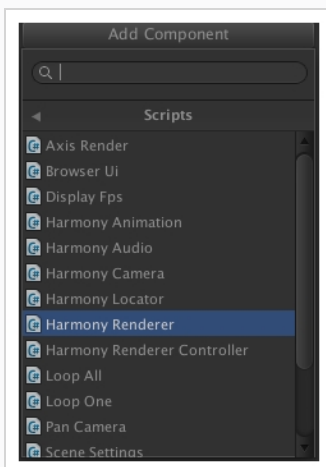 Add Component
Scripts
Axis Render
Browser Ui
Display Fps
Harmony Animation
Harmony Audio
Harmony Camera
Harmony Locator
Harmony Renderer
Harmony Renderer Controller
Loop All
Loop One
Pan Camera
Scene Settings